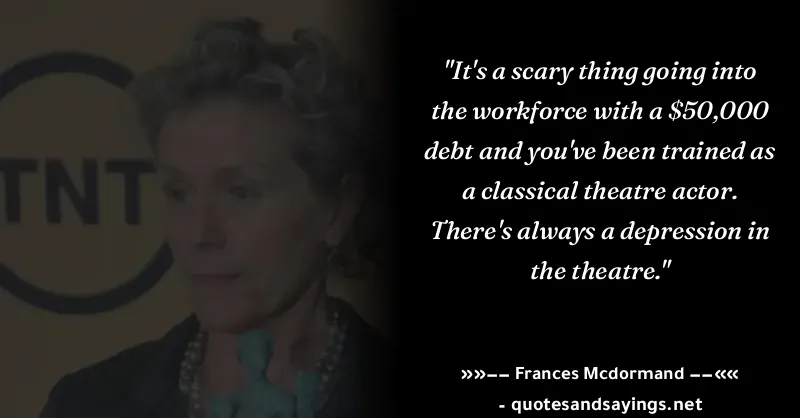 TNT
"It's a scary thing going into
the workforce with a $50,000
debt and you've been trained as
a classical theatre actor.
There's always a depression in
the theatre."
»»−− Frances Mcdormand −−««
- quotesandsayings.net